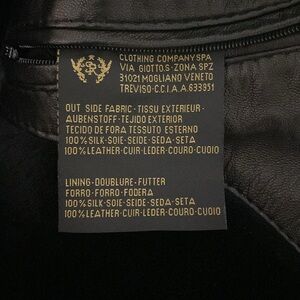 CLOTHING COMPANY SPA
VIA GIOTTO.5-ZONA SPZ
31021 MOGLIANO VENETO
TREVISO-C.C.I.A.A.633951
OUT SIDE FABRIC-TISSU EXTERIEUR-
AUBENSTOFF-TEJIDO EXTERIOR
TECIDO DE FORA TESSUTO ESTERNO
100%SILK-SOIE-SEIDE-SEDA-SETA
100%LEATHER-CUIR-LEDER-COURO-CUOIO
LINING-DOUBLURE-FUTTER
FORRO-FORRO-FODERA
100%SILK-SOIE-SEIDE-SEDA-SETA
100%LEATHER-CUIR-LEDER-COURO-CUOIO